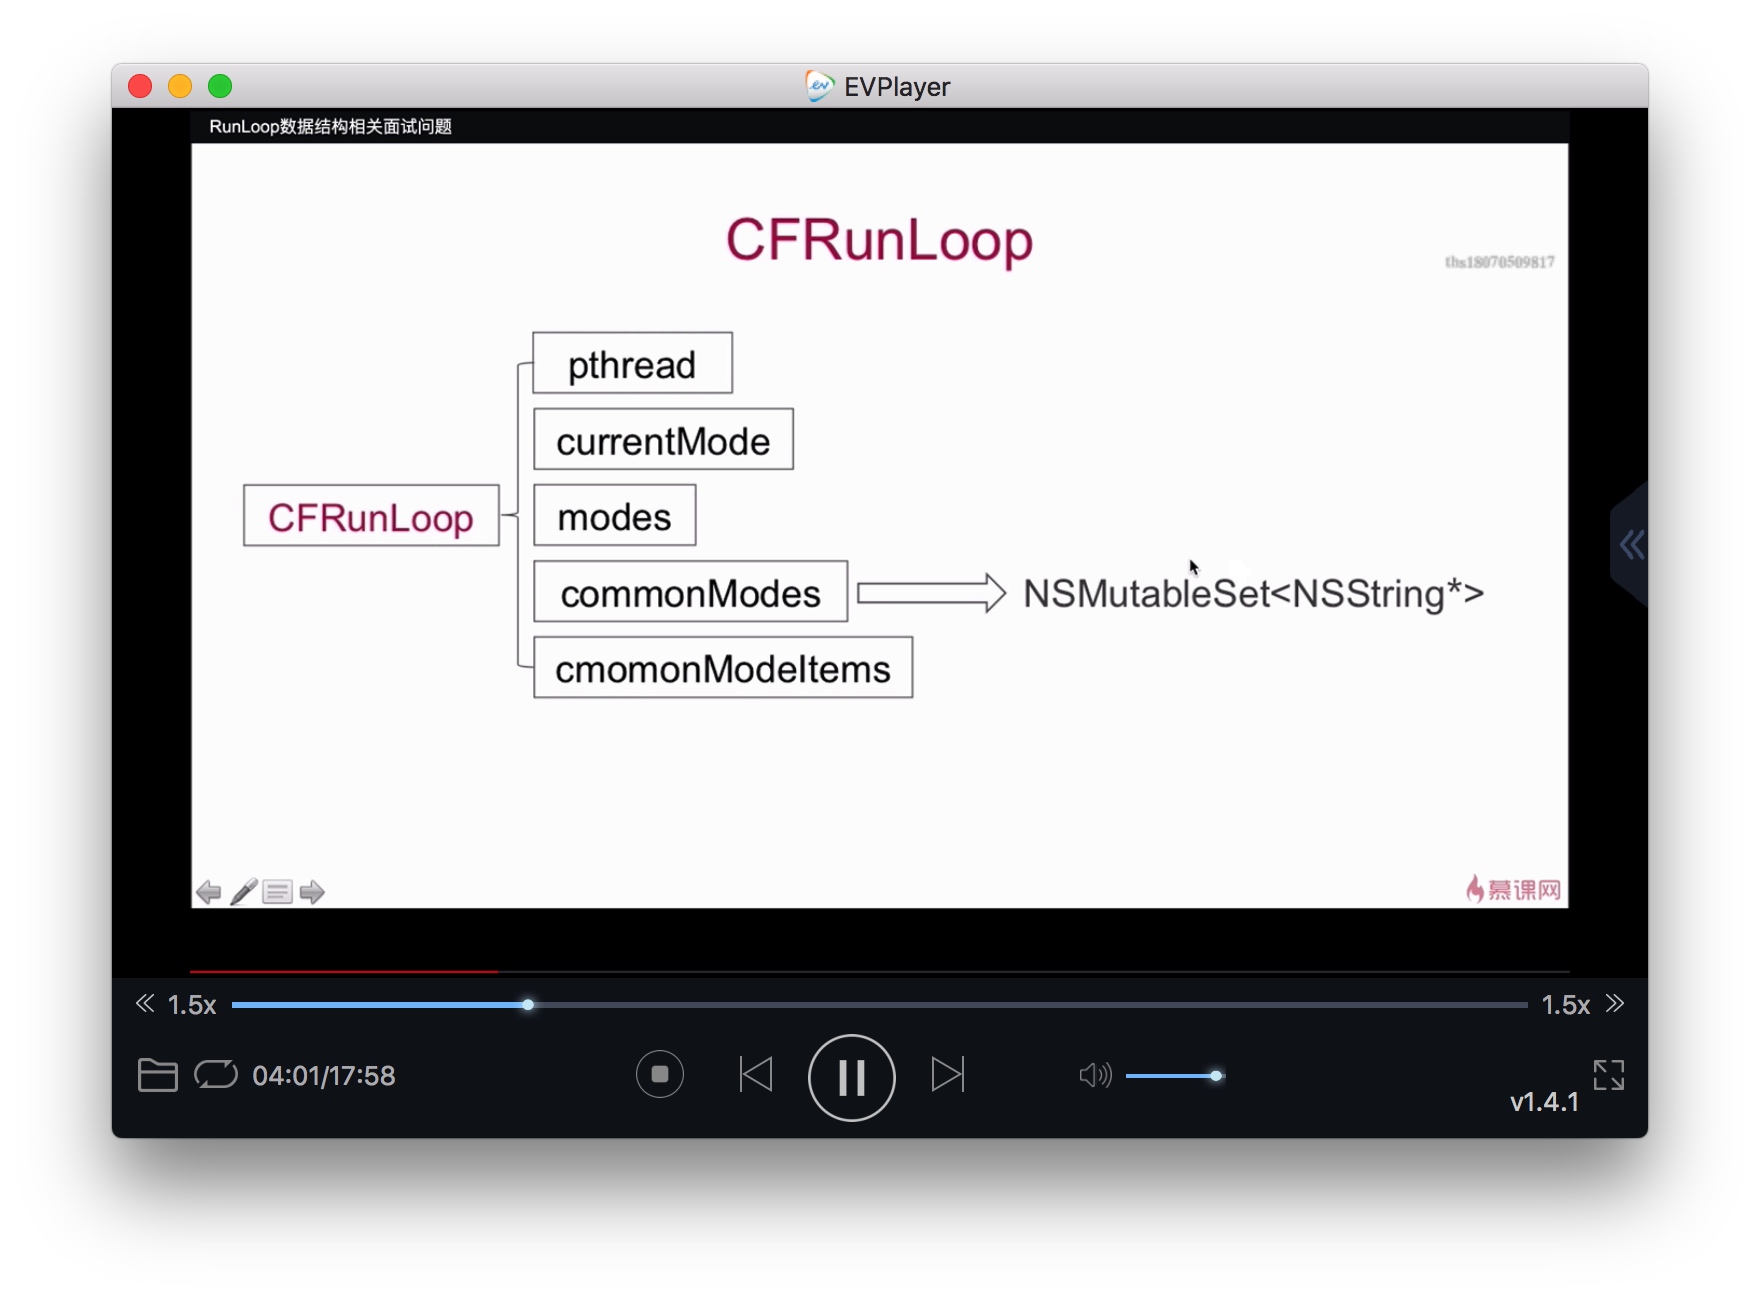 EVPlayer
RunLoop数据结构相关面试问题
CFRunLoop
ths18070509817
pthread
currentMode
CFRunLoop
modes
commonModes
NSMutableSet<NSString*>
cmomonModeItems
慕课网
1.5x
1.5x
04:01/17:58
v1.4.1